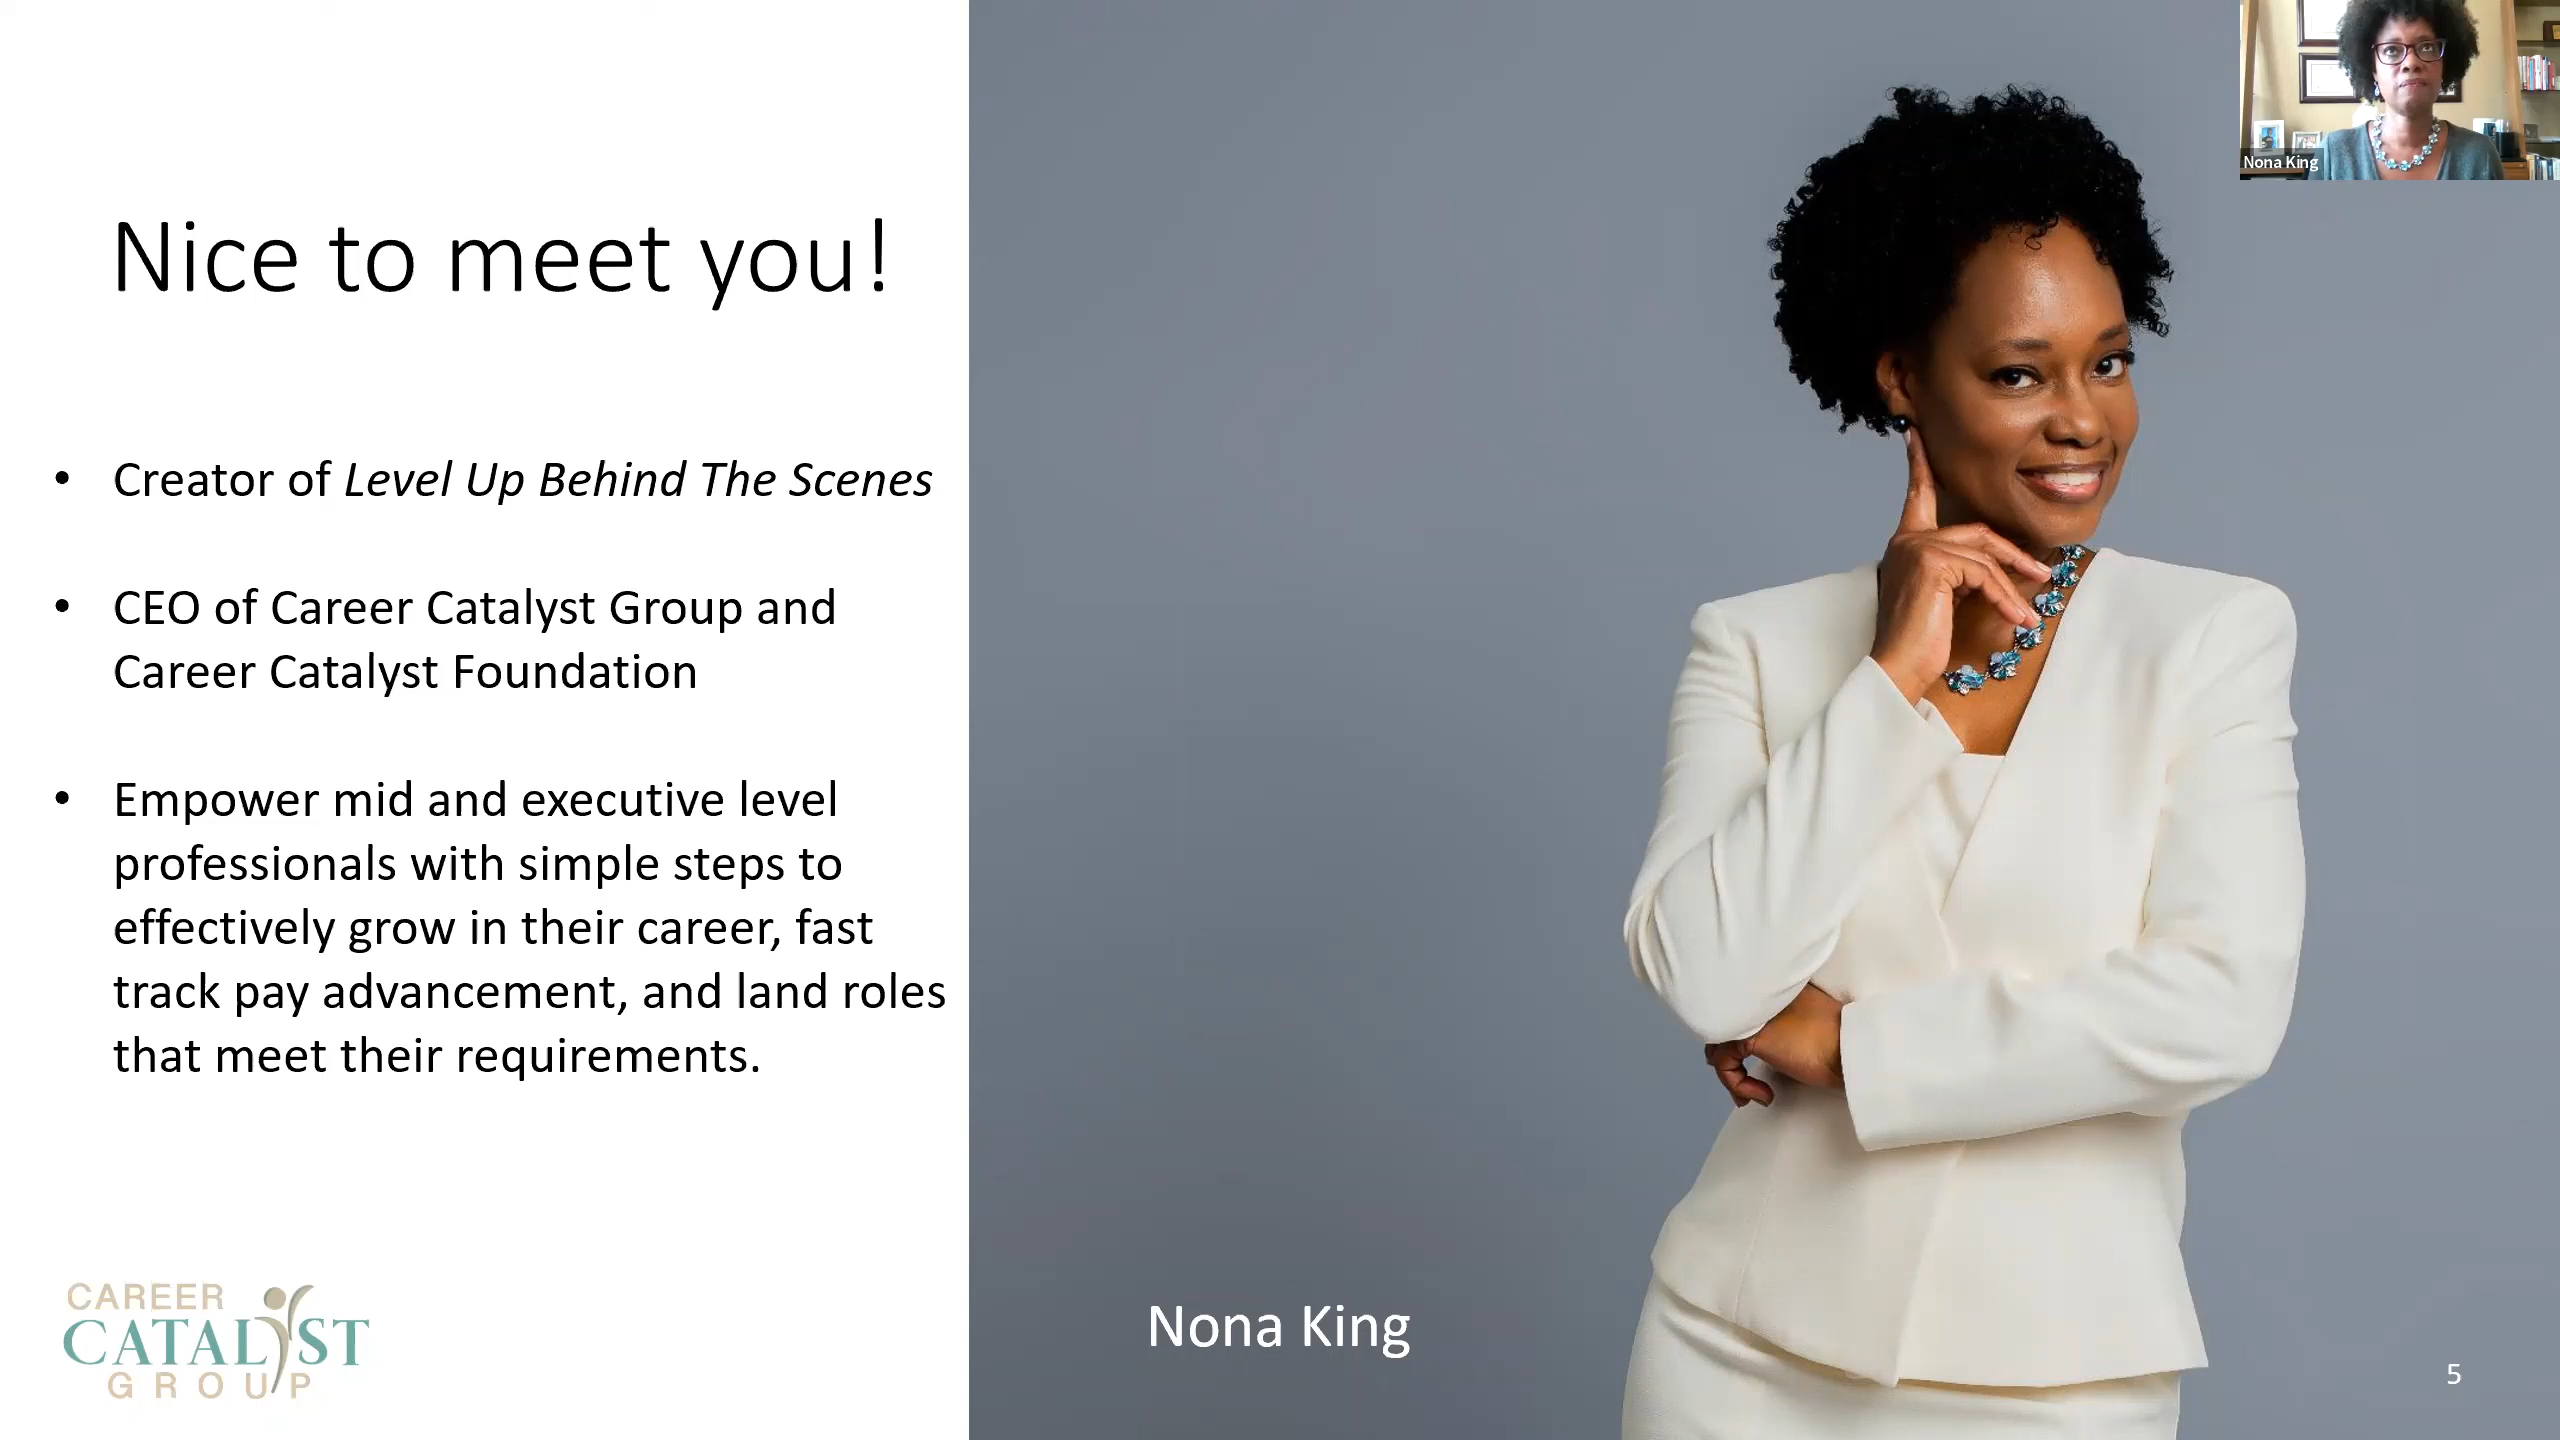 Nice to meet you!
• Creator of Level Up Behind The Scenes
• CEO of Career Catalyst Group and
Career Catalyst Foundation
• Empower mid and executive level
professionals with simple steps to
effectively grow in their career, fast
track pay advancement, and land roles
that meet their requirements.
CAREER
CATALYST
GROUP
Nona King
Nona King
5